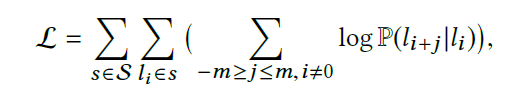 ℒ = ∑_{s∈𝒮} ∑_{l_i∈s} ( ∑_{−m≥j≤m, i≠0} log ℙ(l_{i+j}|l_i)),